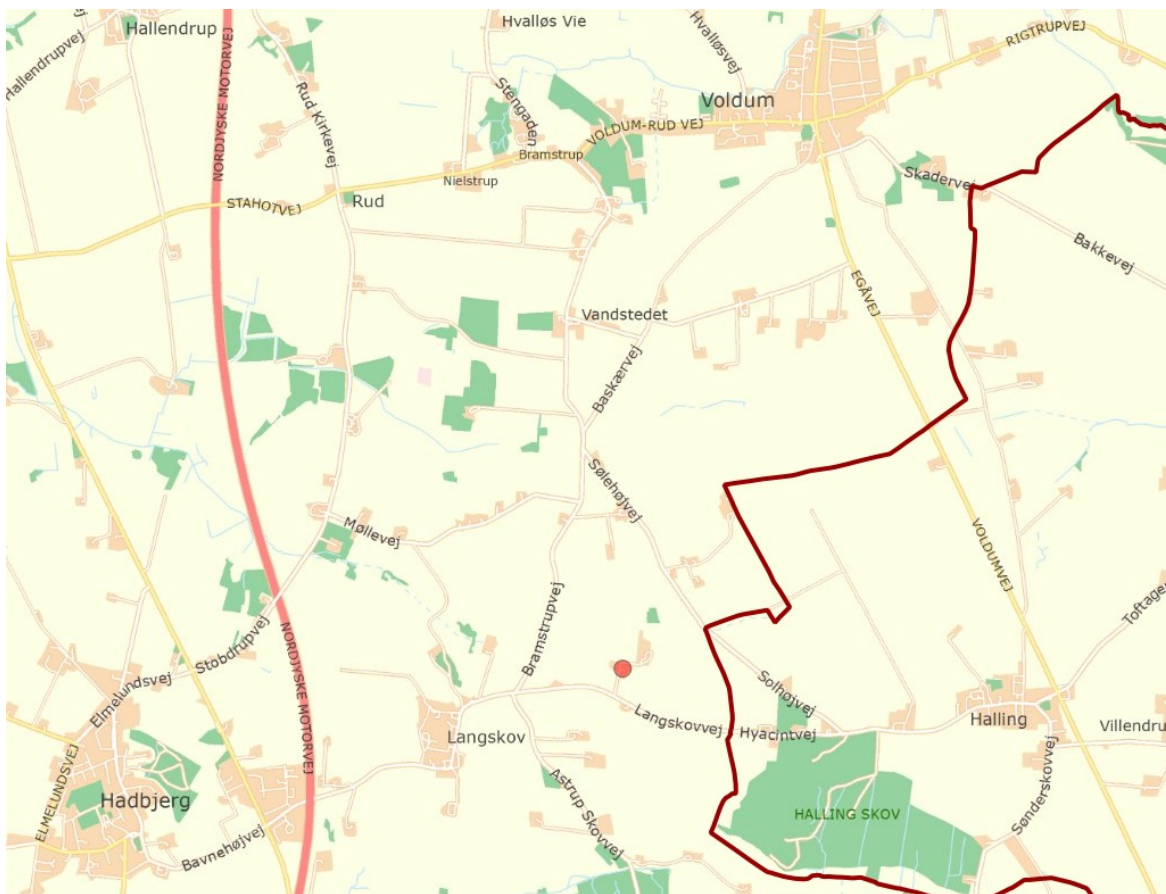 Hallendrup
Hvalløs Vie
Hallendrupvej
NORDJYSKE MOTORVEJ
Rud Kirkevej
Stengaden
Hvalløsvej
RIGTRUPVEJ
Voldum
VOLDUM-RUD VEJ
Bramstrup
Nielstrup
Skadervej
STAHOTVEJ
Rud
Bakkevej
EGÅVEJ
Vandstedet
Baskærvej
Sølehøjvej
Møllevej
VOLDUMVEJ
Toftager
Bramstrupvej
Stobdrupvej
NORDJYSKE MOTORVEJ
Elmelundsvej
Solhøjvej
Langskovvej
Hyacintvej
Halling
Villendru
Langskov
ELMELUNDSVEJ
Hadbjerg
Astrup Skovvej
HALLING SKOV
Sønderskovvej
Bavnehøjvej